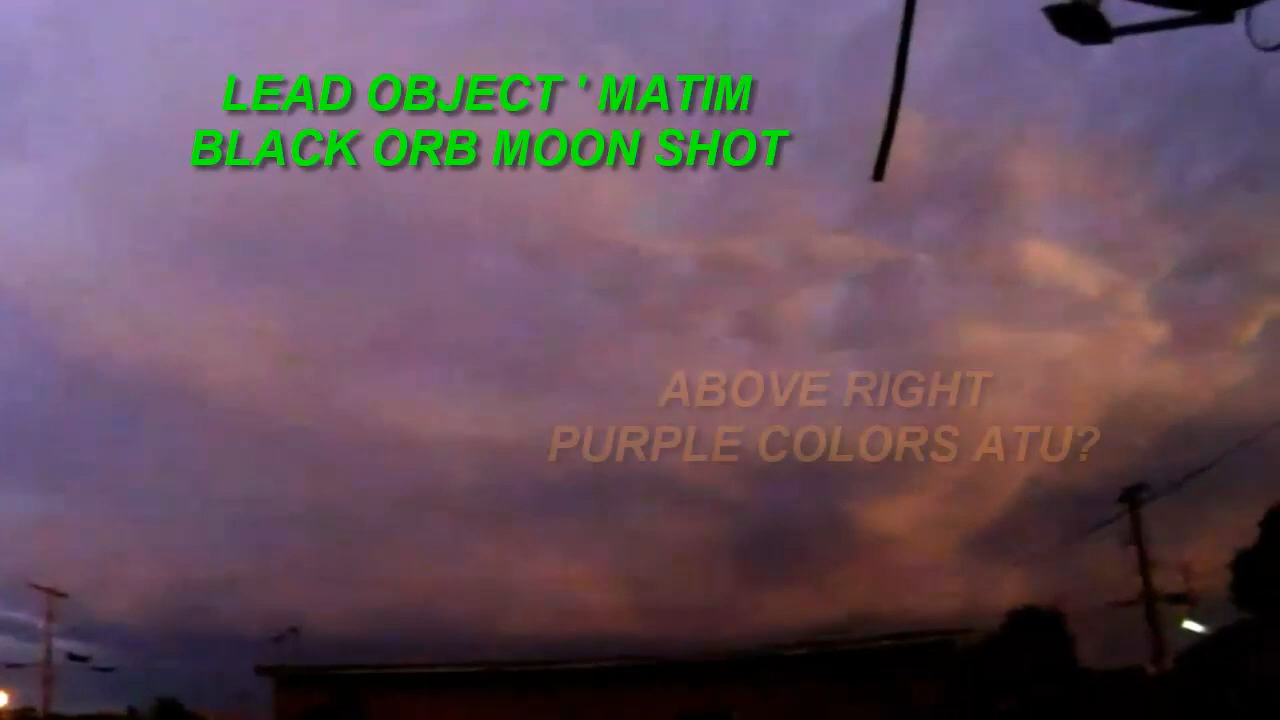 LEAD OBJECT ' MATIM
BLACK ORB MOON SHOT
ABOVE RIGHT
PURPLE COLORS ATU?